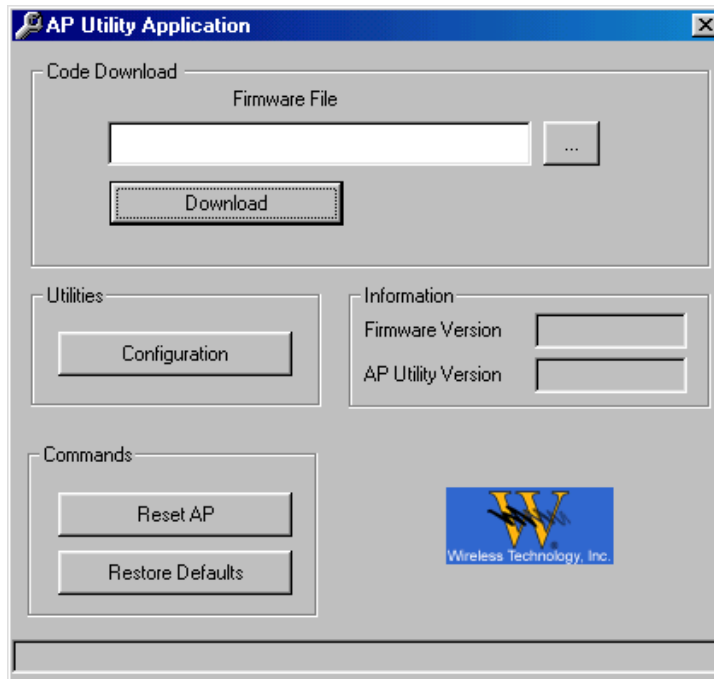 AP Utility Application
Code Download
Firmware File
...
Download
Utilities
Configuration
Information
Firmware Version
AP Utility Version
Commands
Reset AP
Restore Defaults
W
Wireless Technology, Inc.